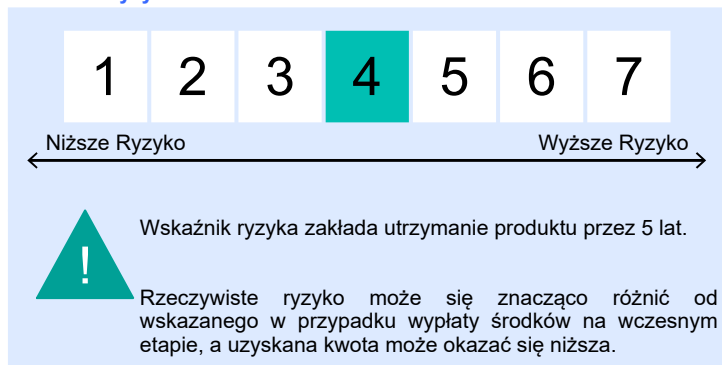 1 2 3 4 5 6 7
Niższe Ryzyko Wyższe Ryzyko
Wskaźnik ryzyka zakłada utrzymanie produktu przez 5 lat.
!
Rzeczywiste ryzyko może się znacząco różnić od
wskazanego w przypadku wypłaty środków na wczesnym
etapie, a uzyskana kwota może okazać się niższa.